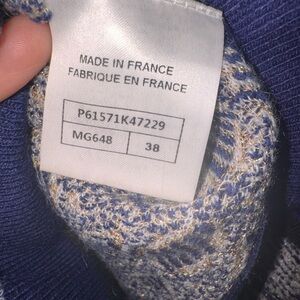 MADE IN FRANCE
FABRIQUE EN FRANCE
P61571K47229
MG648 38